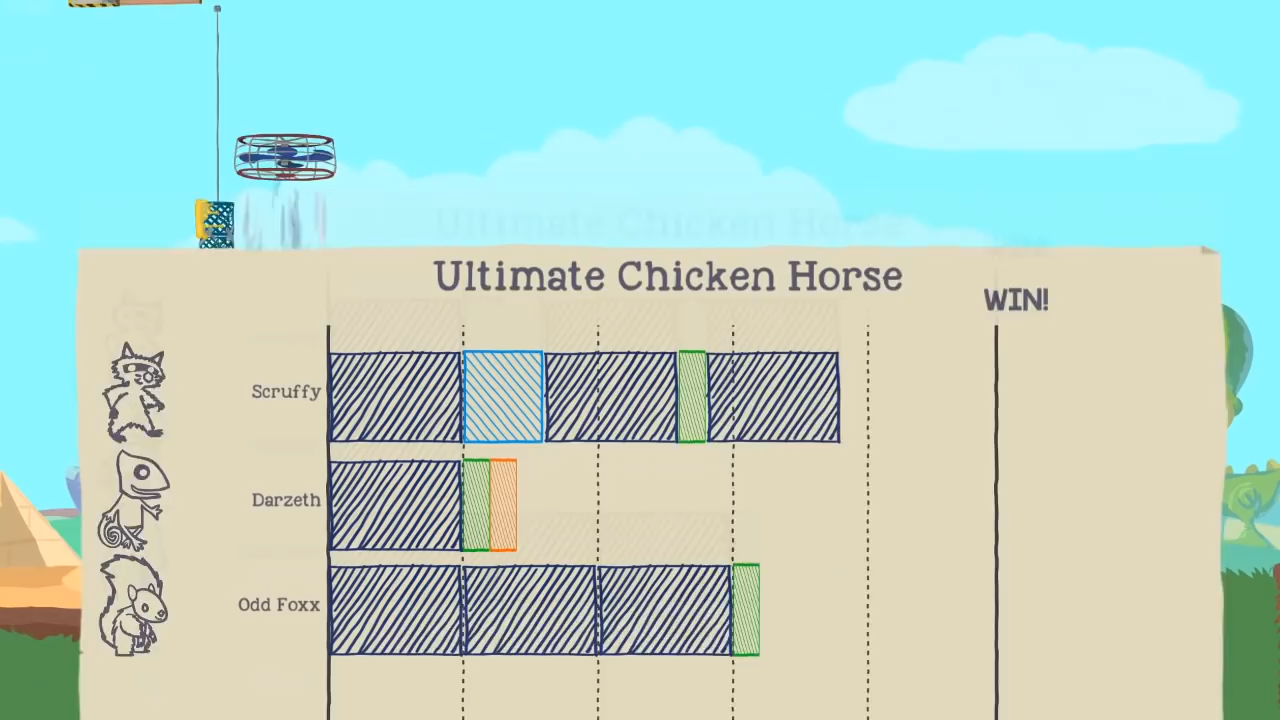 Ultimate Chicken Horse
WIN!
Scruffy
Darzeth
Odd Foxx